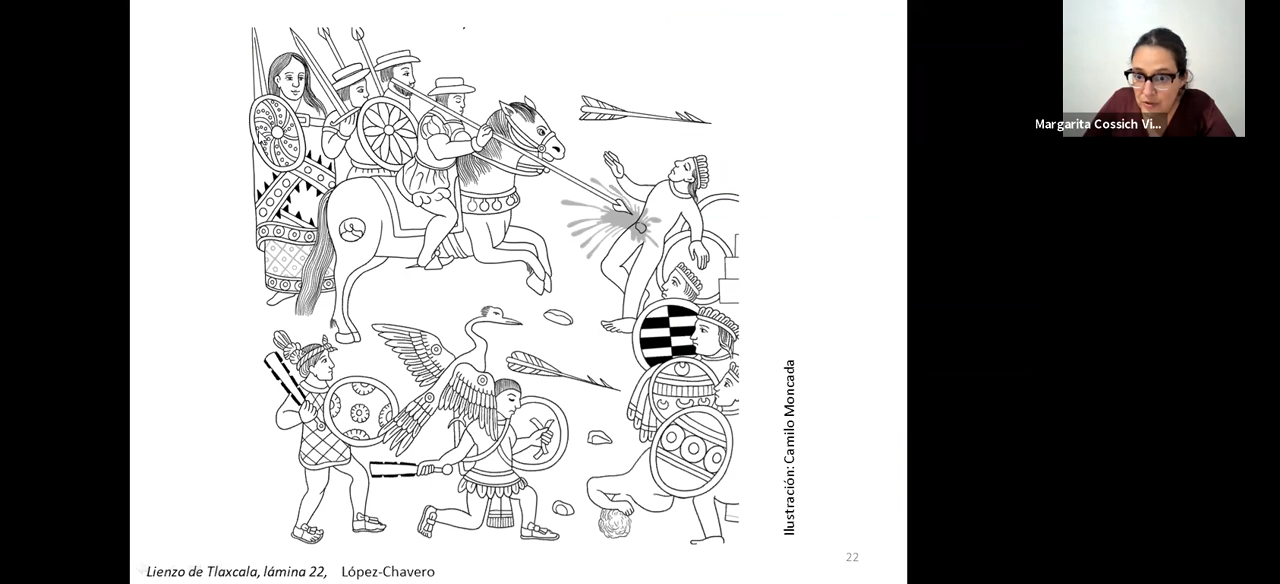 Margarita Cossich Vi...
Ilustración: Camilo Moncada
22
Lienzo de Tlaxcala, lámina 22, López-Chavero